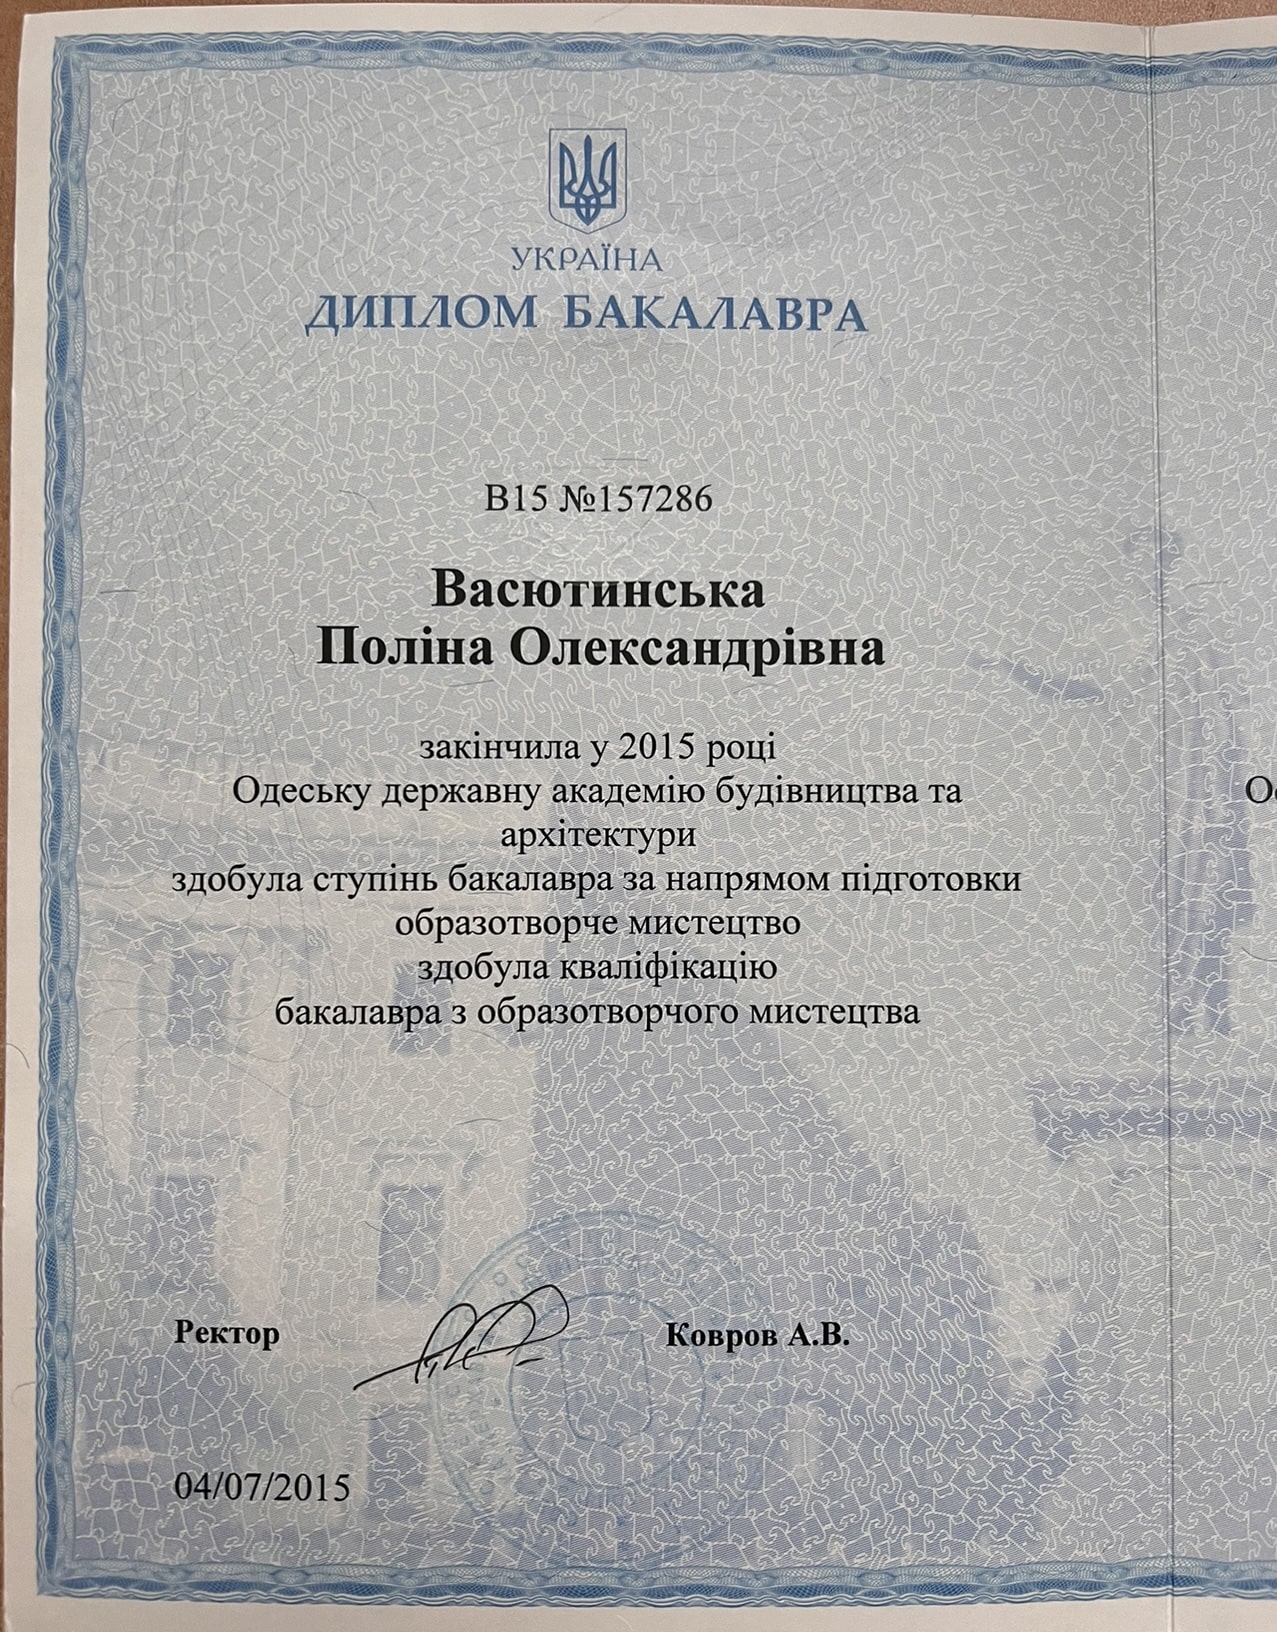 УКРАЇНА
ДИПЛОМ БАКАЛАВРА
В15 №157286
Васютинська
Поліна Олександрівна
закінчила у 2015 році
Одеську державну академію будівництва та
архітектури
здобула ступінь бакалавра за напрямом підготовки
образотворче мистецтво
здобула кваліфікацію
бакалавра з образотворчого мистецтва
Ректор
Ковров А.В.
04/07/2015